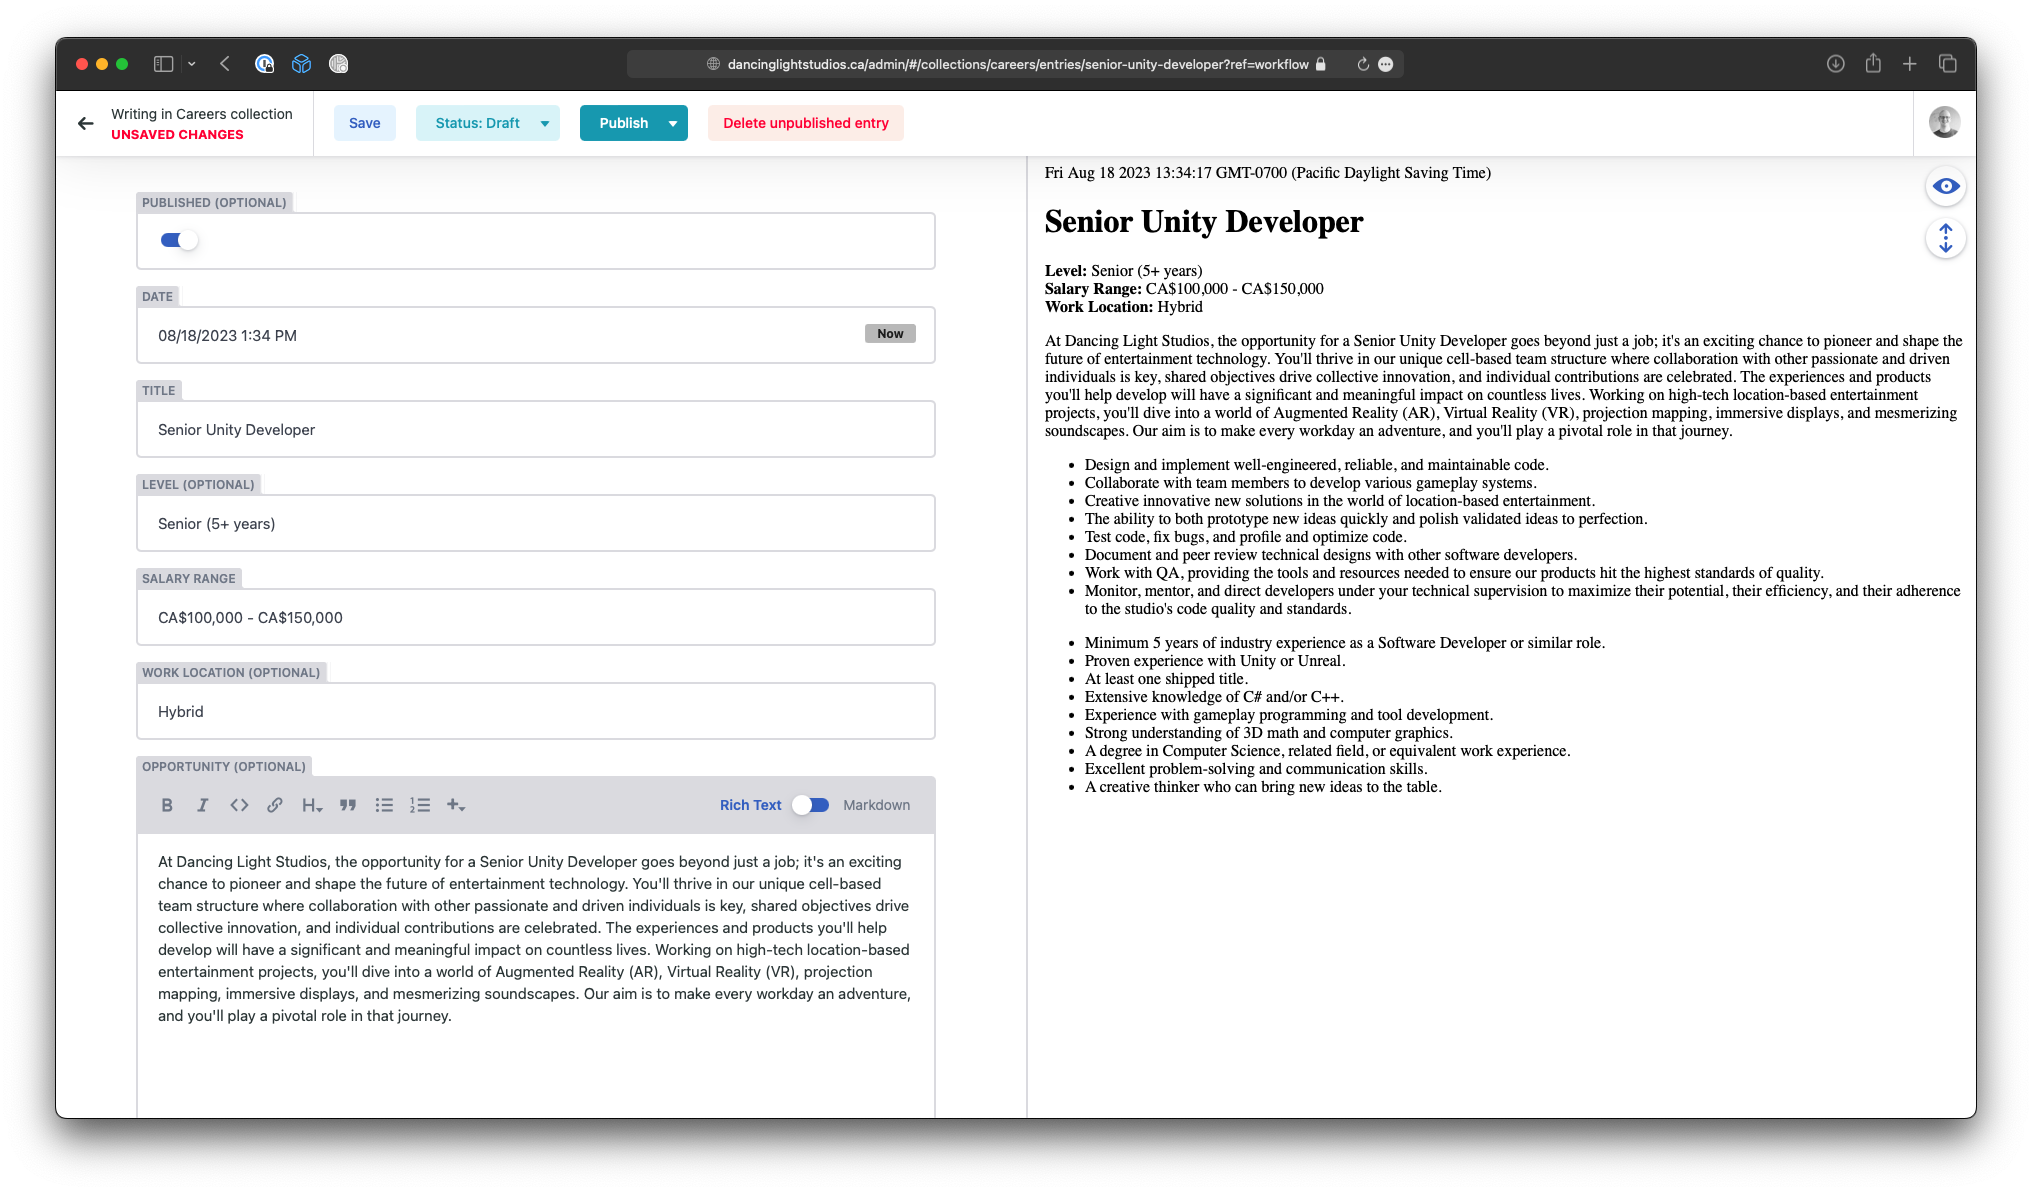 dancinglightstudios.ca/admin/#/collections/careers/entries/senior-unity-developer?ref=workflow
Writing in Careers collection
UNSAVED CHANGES
Save
Status: Draft
Publish
Delete unpublished entry
PUBLISHED (OPTIONAL)
DATE
08/18/2023 1:34 PM
Now
TITLE
Senior Unity Developer
LEVEL (OPTIONAL)
Senior (5+ years)
SALARY RANGE
CA$100,000 - CA$150,000
WORK LOCATION (OPTIONAL)
Hybrid
OPPORTUNITY (OPTIONAL)
Rich Text
Markdown
At Dancing Light Studios, the opportunity for a Senior Unity Developer goes beyond just a job; it's an exciting
chance to pioneer and shape the future of entertainment technology. You'll thrive in our unique cell-based
team structure where collaboration with other passionate and driven individuals is key, shared objectives drive
collective innovation, and individual contributions are celebrated. The experiences and products you'll help
develop will have a significant and meaningful impact on countless lives. Working on high-tech location-based
entertainment projects, you'll dive into a world of Augmented Reality (AR), Virtual Reality (VR), projection
mapping, immersive displays, and mesmerizing soundscapes. Our aim is to make every workday an adventure,
and you'll play a pivotal role in that journey.
Fri Aug 18 2023 13:34:17 GMT-0700 (Pacific Daylight Saving Time)
Senior Unity Developer
Level: Senior (5+ years)
Salary Range: CA$100,000 - CA$150,000
Work Location: Hybrid
At Dancing Light Studios, the opportunity for a Senior Unity Developer goes beyond just a job; it's an exciting chance to pioneer and shape the
future of entertainment technology. You'll thrive in our unique cell-based team structure where collaboration with other passionate and driven
individuals is key, shared objectives drive collective innovation, and individual contributions are celebrated. The experiences and products
you'll help develop will have a significant and meaningful impact on countless lives. Working on high-tech location-based entertainment
projects, you'll dive into a world of Augmented Reality (AR), Virtual Reality (VR), projection mapping, immersive displays, and mesmerizing
soundscapes. Our aim is to make every workday an adventure, and you'll play a pivotal role in that journey.
• Design and implement well-engineered, reliable, and maintainable code.
• Collaborate with team members to develop various gameplay systems.
• Creative innovative new solutions in the world of location-based entertainment.
• The ability to both prototype new ideas quickly and polish validated ideas to perfection.
• Test code, fix bugs, and profile and optimize code.
• Document and peer review technical designs with other software developers.
• Work with QA, providing the tools and resources needed to ensure our products hit the highest standards of quality.
• Monitor, mentor, and direct developers under your technical supervision to maximize their potential, their efficiency, and their adherence
to the studio's code quality and standards.
• Minimum 5 years of industry experience as a Software Developer or similar role.
• Proven experience with Unity or Unreal.
• At least one shipped title.
• Extensive knowledge of C# and/or C++.
• Experience with gameplay programming and tool development.
• Strong understanding of 3D math and computer graphics.
• A degree in Computer Science, related field, or equivalent work experience.
• Excellent problem-solving and communication skills.
• A creative thinker who can bring new ideas to the table.